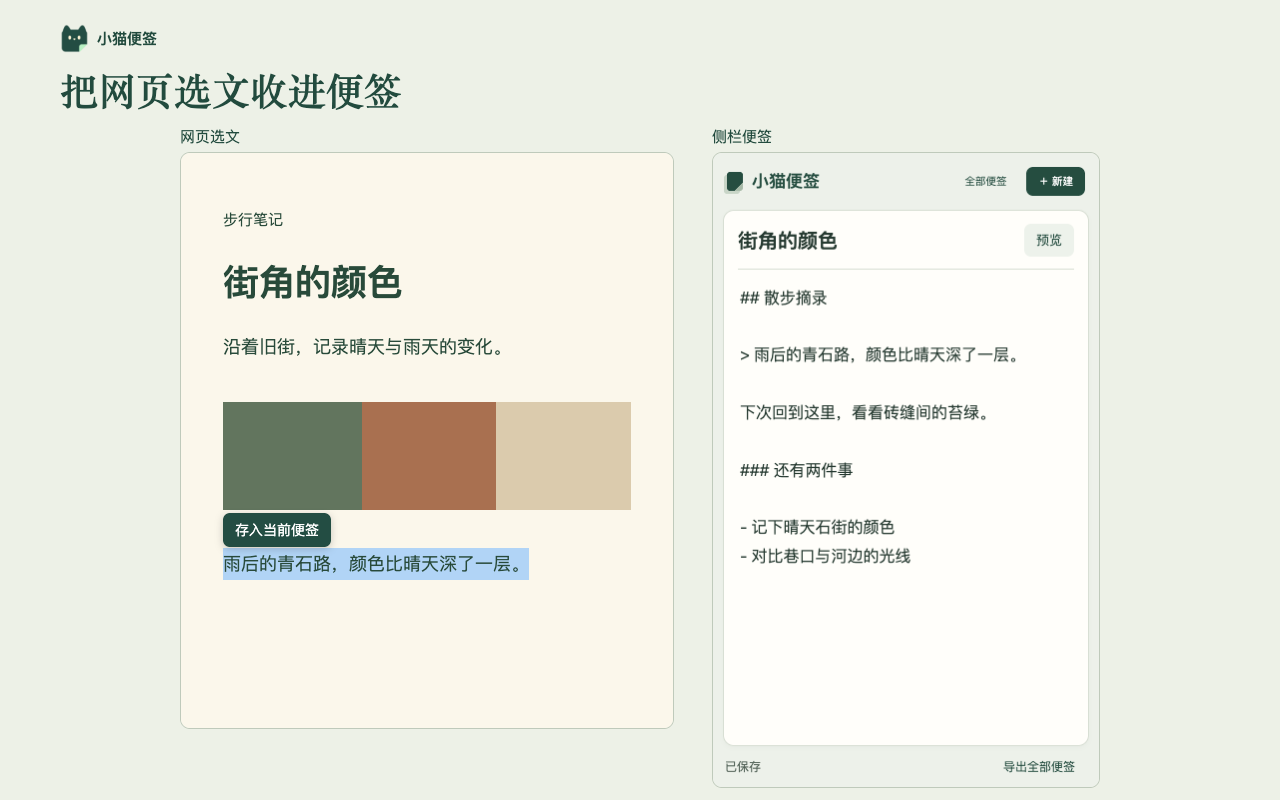 小猫便签
把网页选文收进便签
网页选文
步行笔记
街角的颜色
沿着旧街，记录晴天与雨天的变化。
存入当前便签
雨后的青石路，颜色比晴天深了一层。
侧栏便签
小猫便签
全部便签
+ 新建
街角的颜色
预览
## 散步摘录
> 雨后的青石路，颜色比晴天深了一层。
下次回到这里，看看砖缝间的苔绿。
### 还有两件事
- 记下晴天石街的颜色
- 对比巷口与河边的光线
已保存
导出全部便签